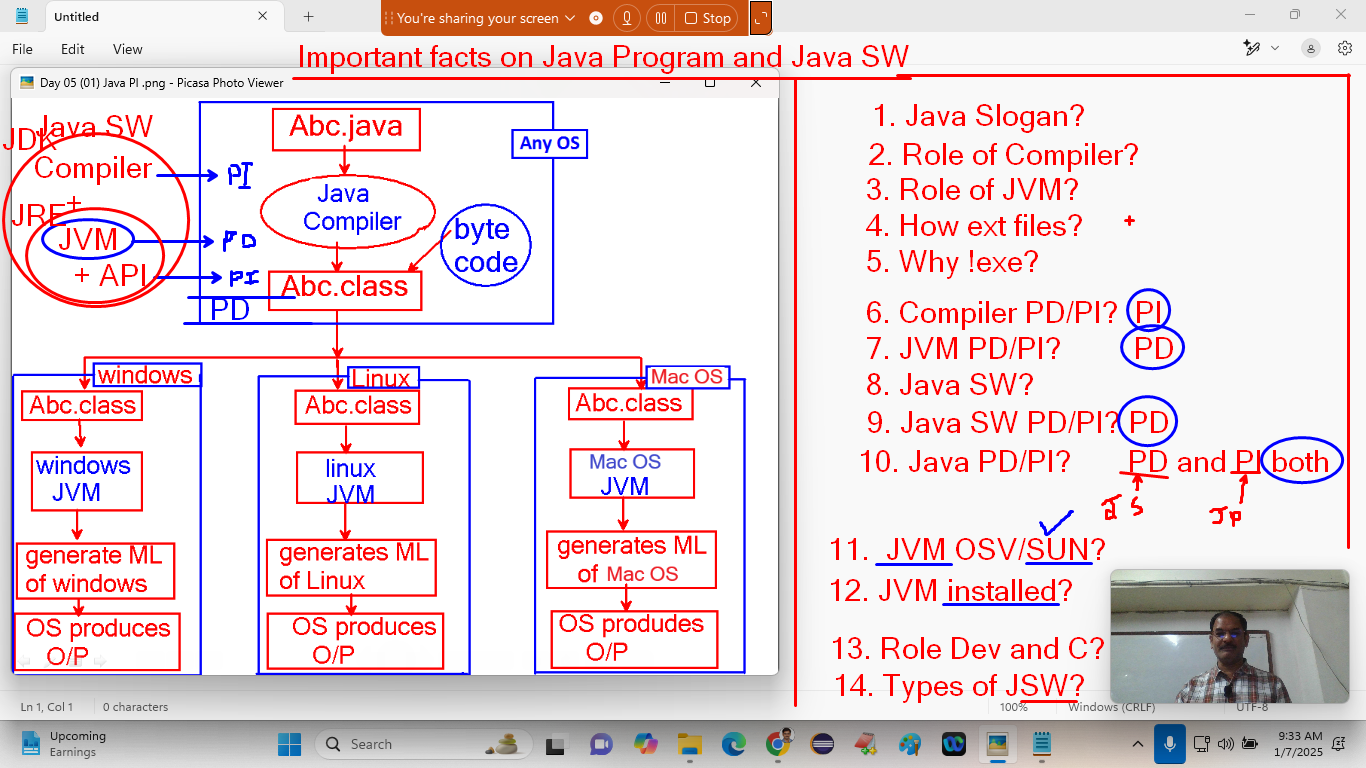 Untitled
You're sharing your screen
Stop
File Edit View
Important facts on Java Program and Java SW
Day 05 (01) Java PI .png - Picasa Photo Viewer
JDK
Java SW
Compiler
PI
+
JRE
JVM
PD
+ API
PI
PD
Abc.java
Any OS
Java
Compiler
byte
code
Abc.class
windows
Abc.class
windows
JVM
generate ML
of windows
OS produces
O/P
Linux
Abc.class
linux
JVM
generates ML
of Linux
OS produces
O/P
Mac OS
Abc.class
Mac OS
JVM
generates ML
of Mac OS
OS produdes
O/P
1. Java Slogan?
2. Role of Compiler?
3. Role of JVM?
4. How ext files?
5. Why !exe?
6. Compiler PD/PI? PI
7. JVM PD/PI? PD
8. Java SW?
9. Java SW PD/PI? PD
10. Java PD/PI? PD and PI both
JS JP
11. JVM OSV/SUN?
12. JVM installed?
13. Role Dev and C?
14. Types of JSW?
Ln 1, Col 1 0 characters 100% Windows (CRLF) UTF-8
Upcoming
Earnings
Search
9:33 AM
1/7/2025